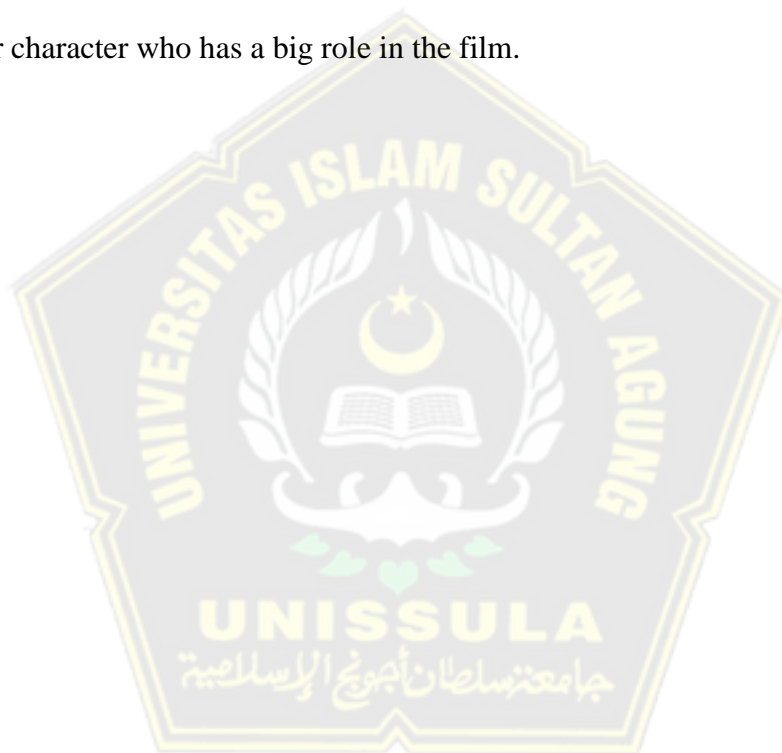 r character who has a big role in the film.
UNIVERSITAS ISLAM SULTAN AGUNG
UNISSULA
جامعة سلطان أجونج الإسلامية